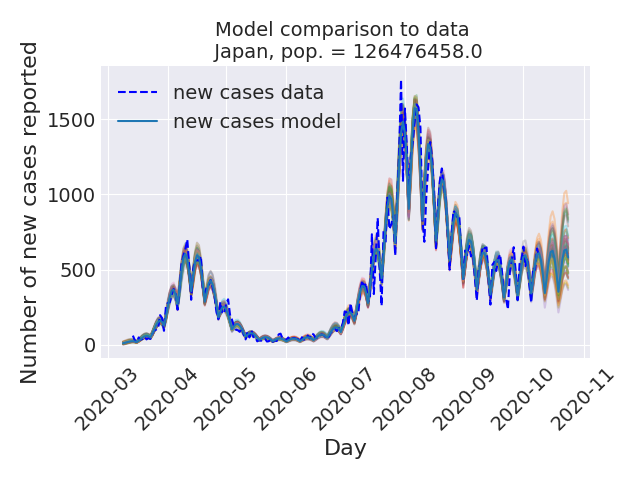 Model comparison to data
Japan, pop. = 126476458.0
new cases data
new cases model
Number of new cases reported
1500
1000
500
0
2020-03
2020-04
2020-05
2020-06
2020-07
2020-08
2020-09
2020-10
2020-11
Day